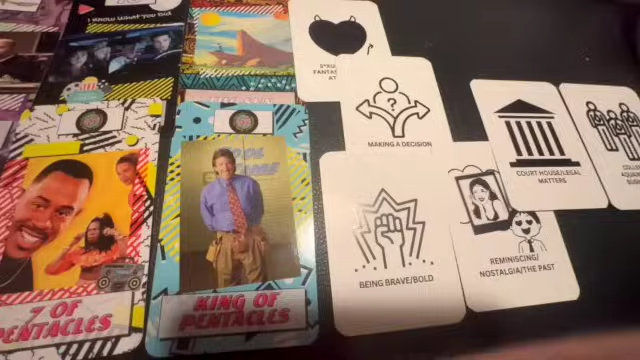 I KNOW WHAT YOU DID
MAKING A DECISION
COURT HOUSE/LEGAL
MATTERS
BEING BRAVE/BOLD
REMINISCING/
NOSTALGIA/THE PAST
7 OF
PENTACLES
KING OF
PENTACLES